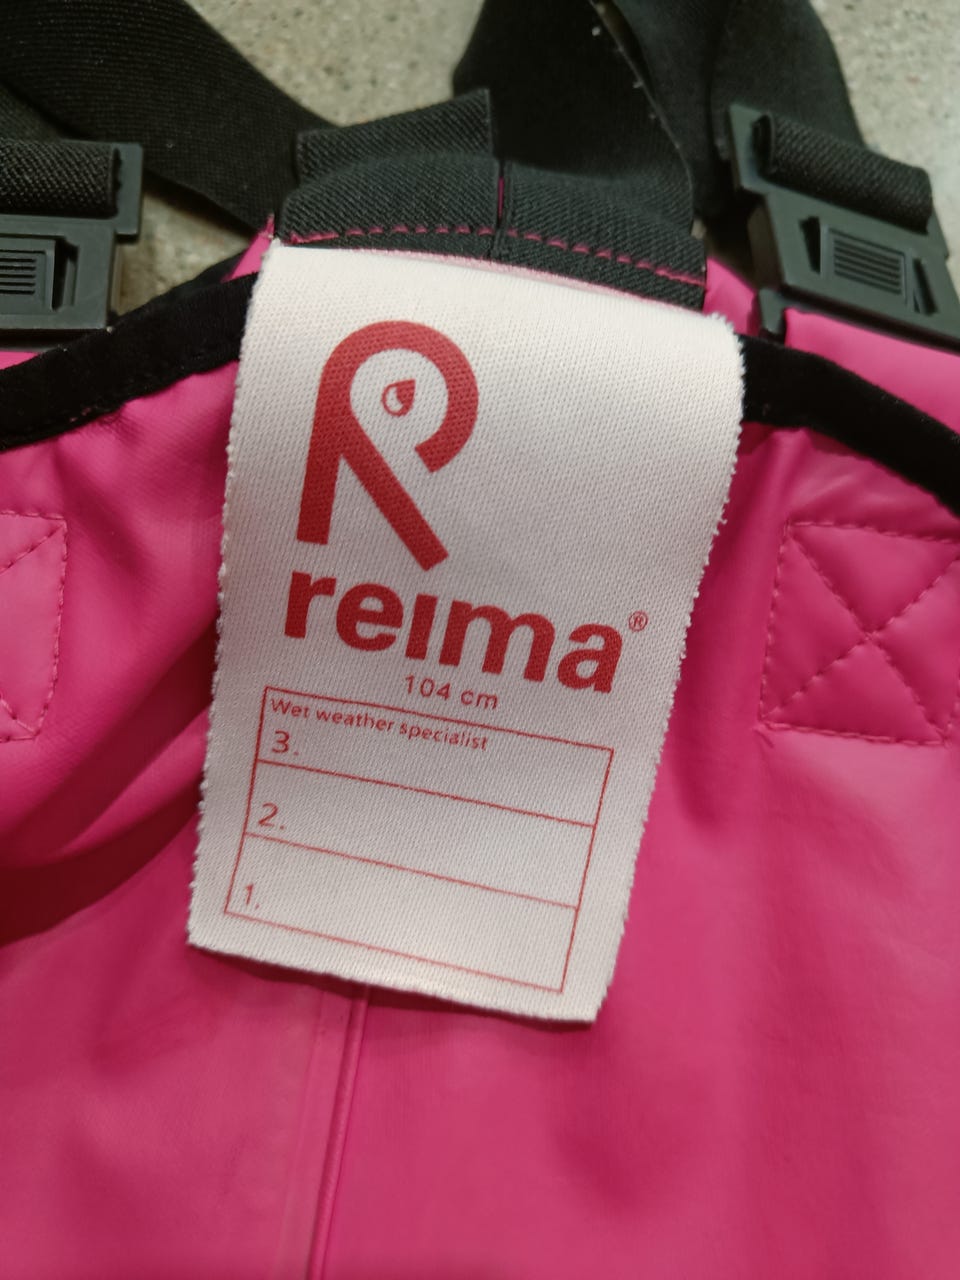 reima®
104 cm
Wet weather specialist
3.
2.
1.